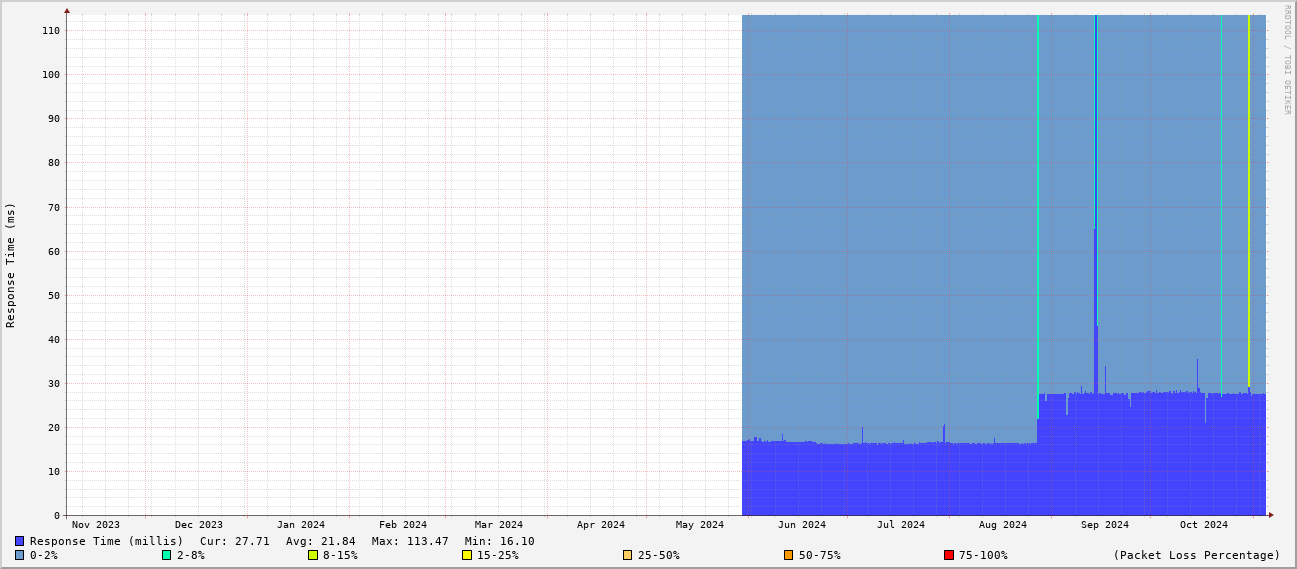 RRDTOOL / TOBI OETIKER
Response Time (ms)
110
100
90
80
70
60
50
40
30
20
10
0
Nov 2023 Dec 2023 Jan 2024 Feb 2024 Mar 2024 Apr 2024 May 2024 Jun 2024 Jul 2024 Aug 2024 Sep 2024 Oct 2024
Response Time (millis) Cur: 27.71 Avg: 21.84 Max: 113.47 Min: 16.10
0-2% 2-8% 8-15% 15-25% 25-50% 50-75% 75-100% (Packet Loss Percentage)